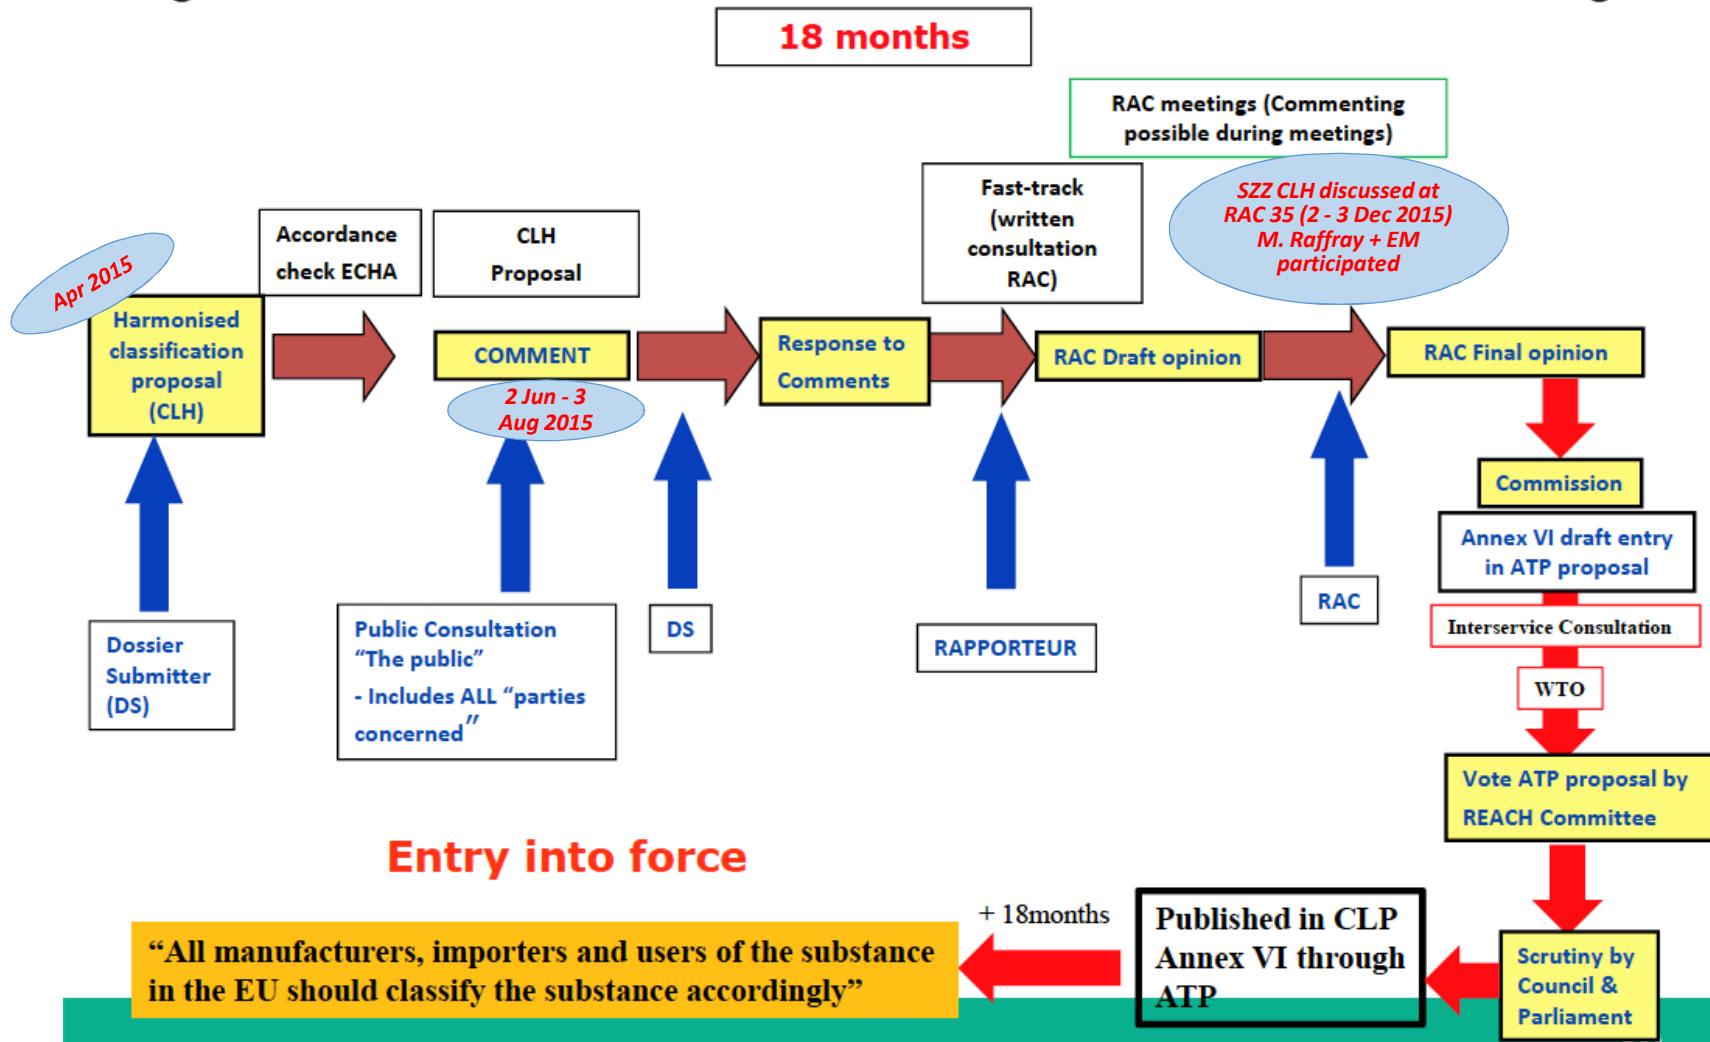 18 months
RAC meetings (Commenting
possible during meetings)
SZZ CLH discussed at
RAC 35 (2 - 3 Dec 2015)
M. Raffray + EM
participated
Fast-track
(written
consultation
RAC)
Accordance
check ECHA
CLH
Proposal
Apr 2015
Harmonised
classification
proposal
(CLH)
COMMENT
2 Jun - 3
Aug 2015
Response to
Comments
RAC Draft opinion
RAC Final opinion
Commission
Annex VI draft entry
in ATP proposal
Interservice Consultation
WTO
Dossier
Submitter
(DS)
Public Consultation
“The public”
- Includes ALL “parties
concerned”
DS
RAPPORTEUR
RAC
Vote ATP proposal by
REACH Committee
Entry into force
Scrutiny by
Council &
Parliament
Published in CLP
Annex VI through
ATP
+ 18months
“All manufacturers, importers and users of the substance
in the EU should classify the substance accordingly”